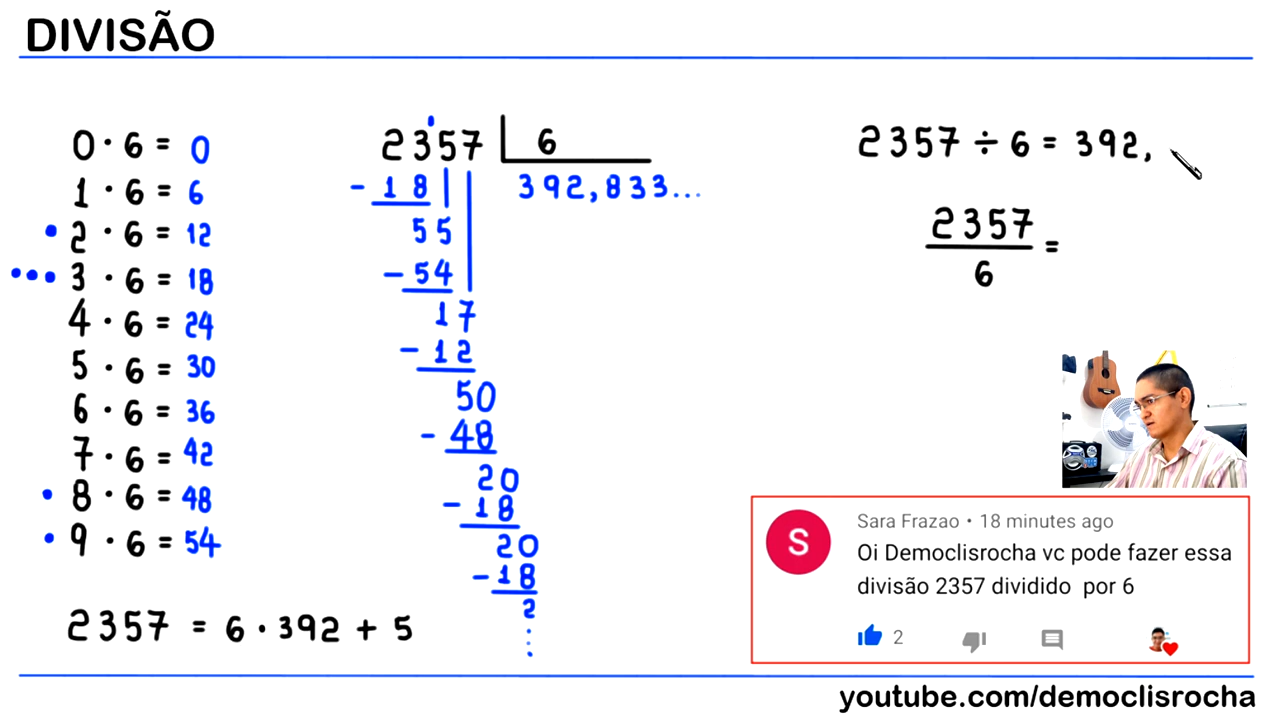 DIVISÃO
0 · 6 = 0
1 · 6 = 6
2 · 6 = 12
3 · 6 = 18
4 · 6 = 24
5 · 6 = 30
6 · 6 = 36
7 · 6 = 42
8 · 6 = 48
9 · 6 = 54
2357 = 6 · 392 + 5
2357 6
- 18 392,833...
55
- 54
17
- 12
50
- 48
20
- 18
20
- 18
2
2357 ÷ 6 = 392,
2357
=
6
S
Sara Frazao • 18 minutes ago
Oi Democlisrocha vc pode fazer essa
divisão 2357 dividido por 6
2
youtube.com/democlisrocha